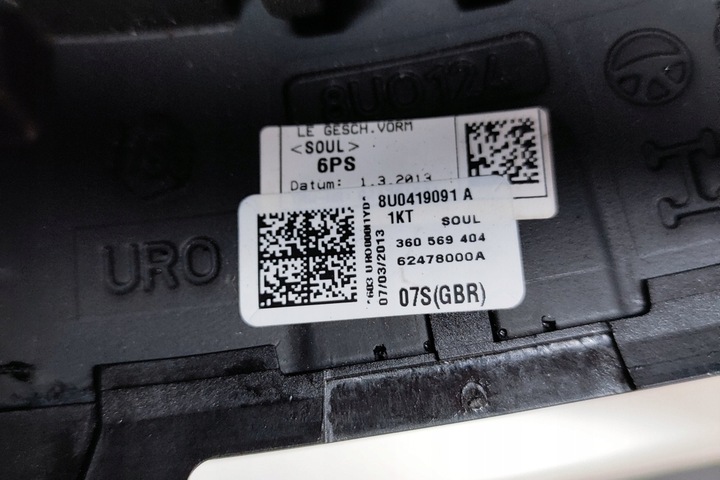 8U0124
LE GESCH.VORM
<SOUL>
6PS
Datum: 1.3.2013
8U0419091 A
1KT SOUL
360 569 404
62478000A
07S(GBR)
07/03/2013
URO